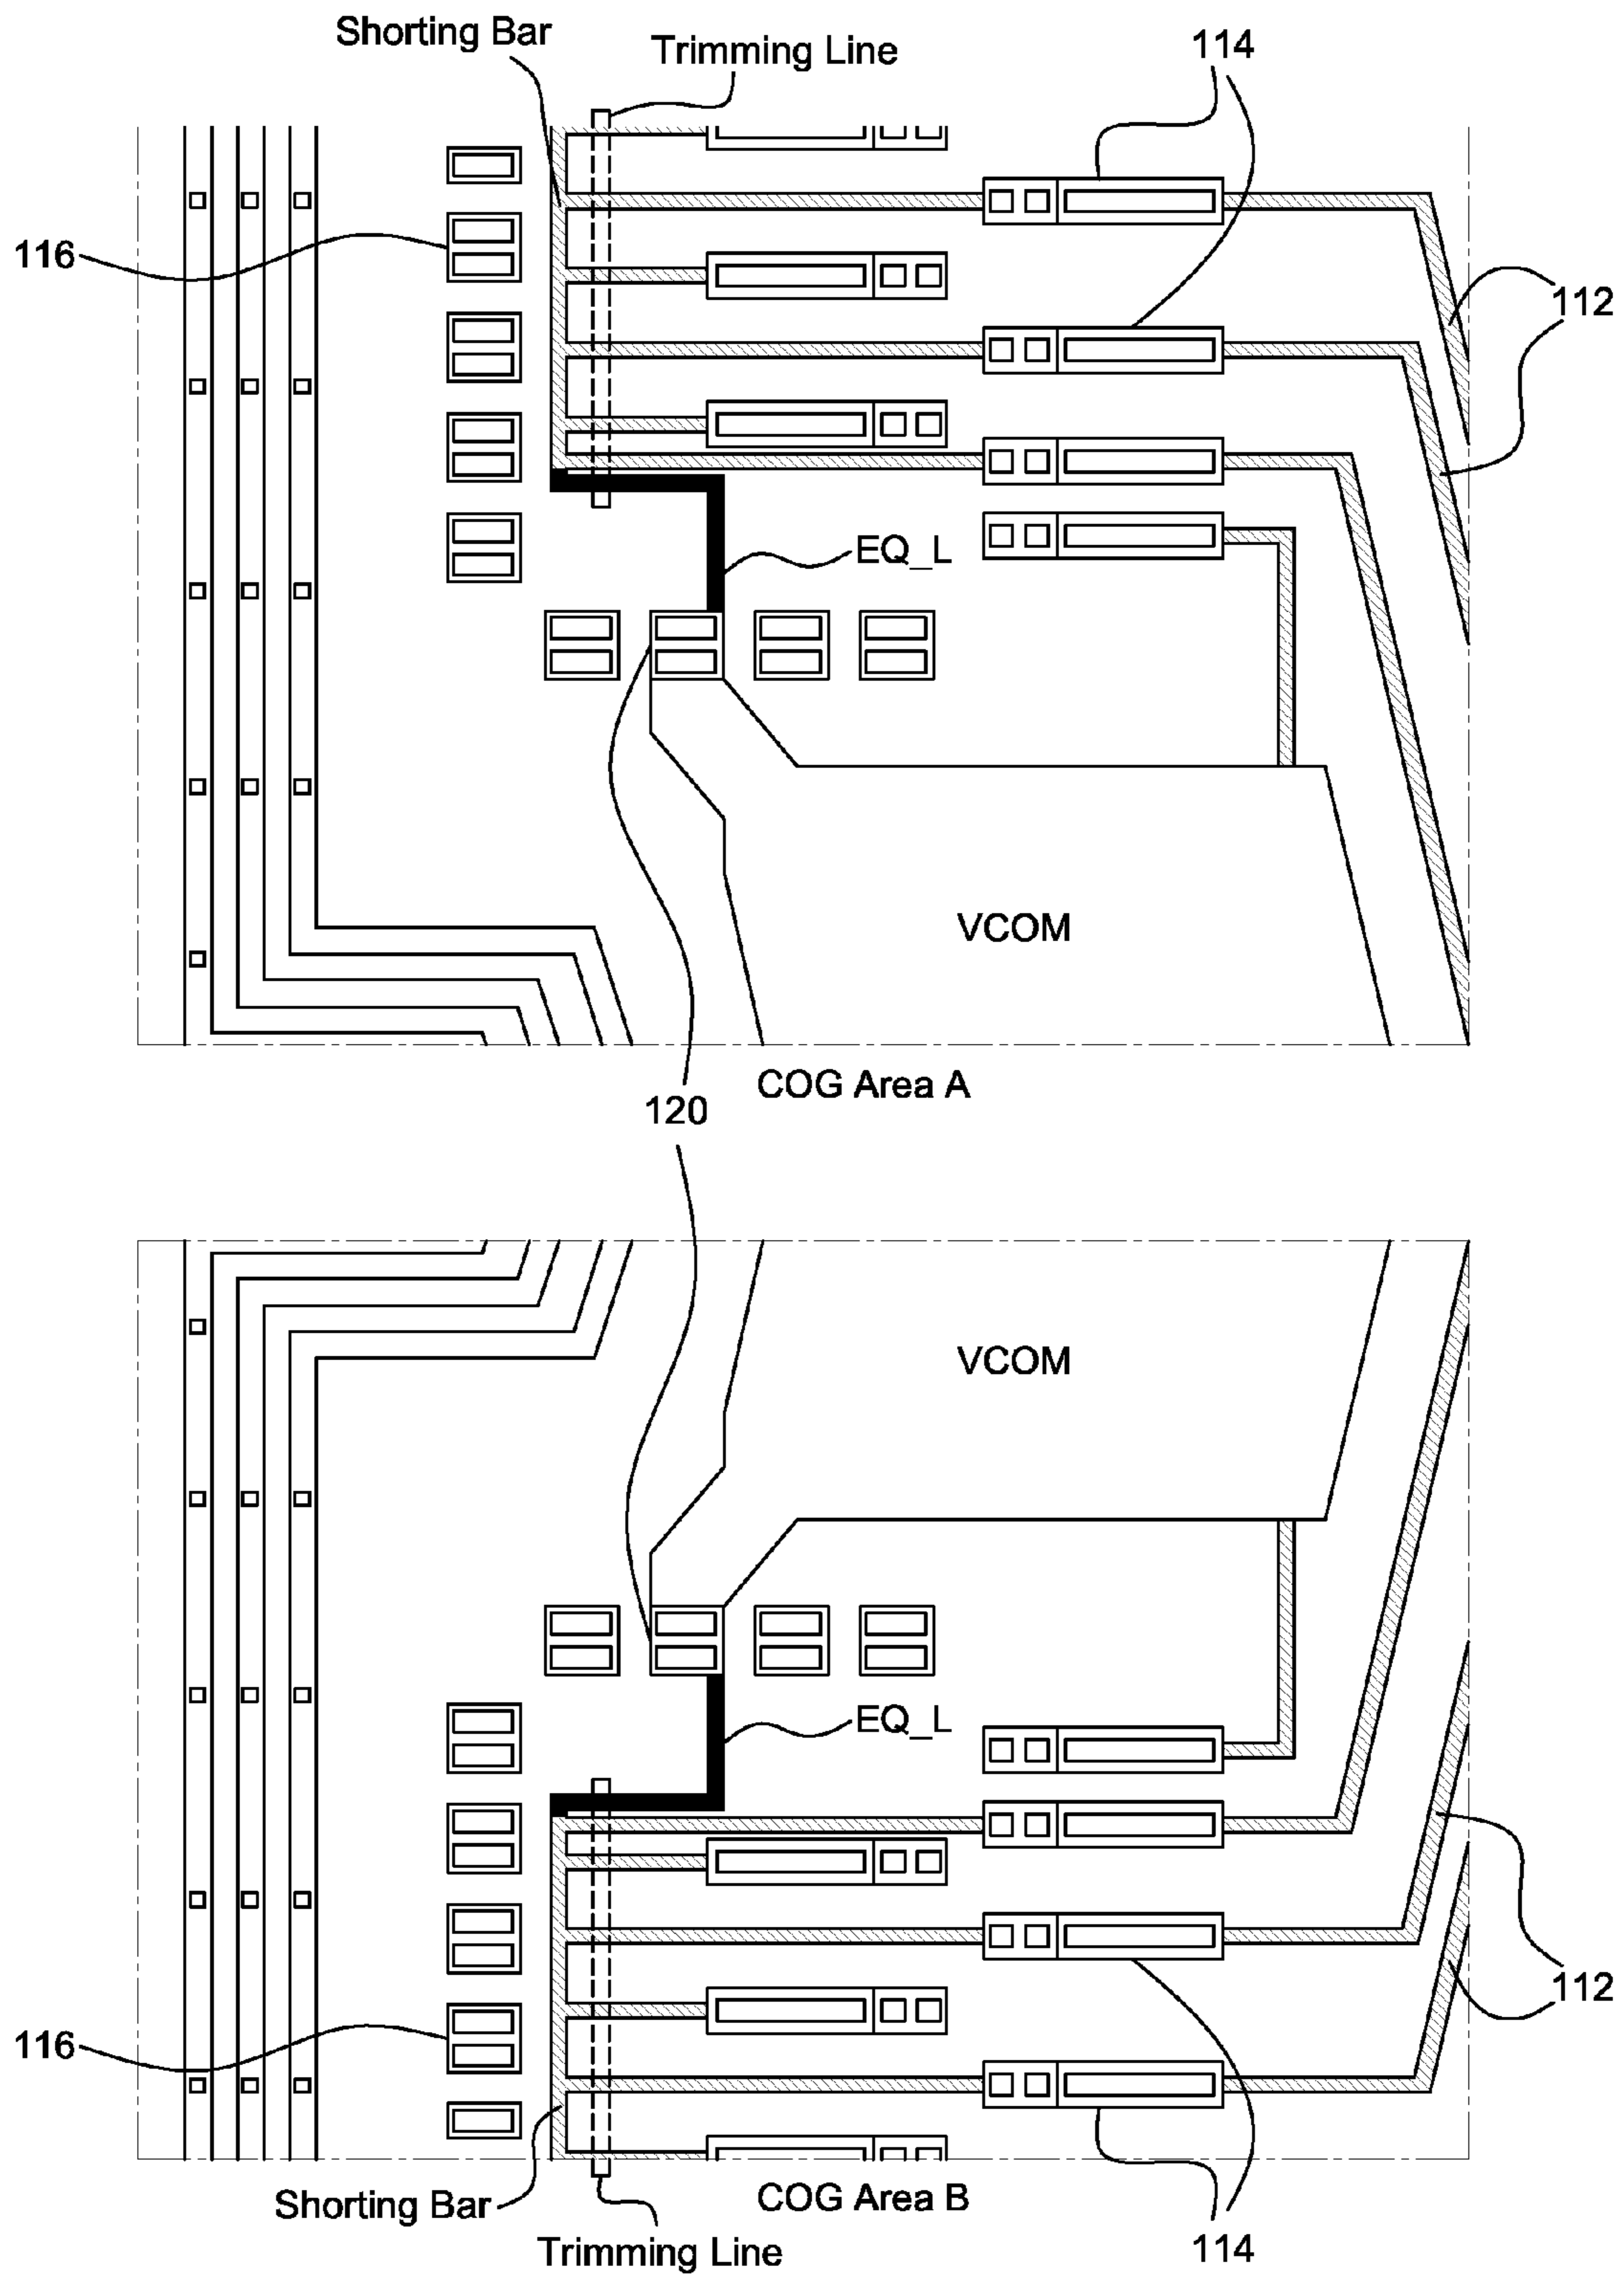 Shorting Bar
Trimming Line
114
116
112
EQ_L
VCOM
COG Area A
120
VCOM
EQ_L
112
116
Shorting Bar
COG Area B
Trimming Line
114